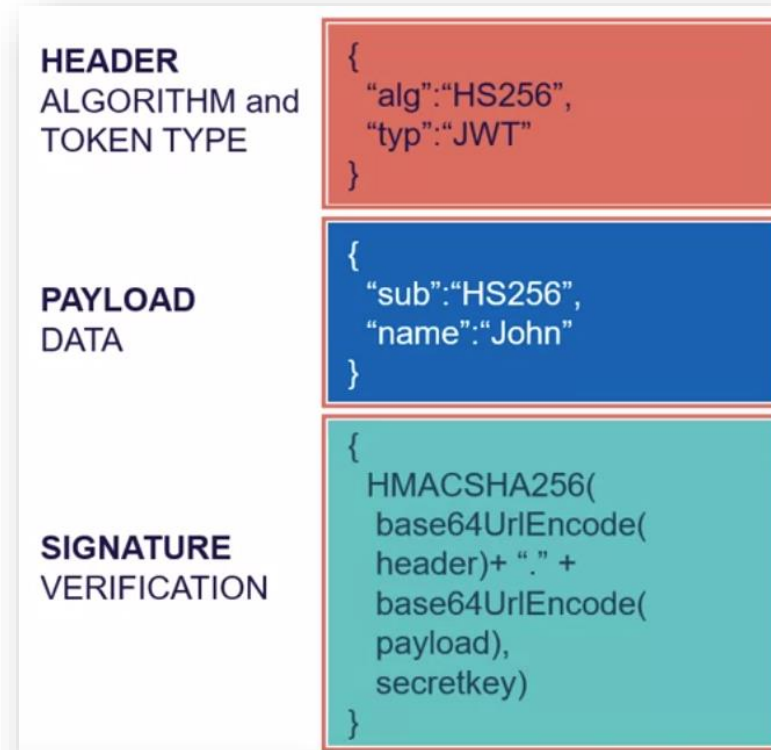 HEADER
ALGORITHM and
TOKEN TYPE
{
“alg”:“HS256”,
“typ”:“JWT”
}
PAYLOAD
DATA
{
“sub”:“HS256”,
“name”:“John”
}
SIGNATURE
VERIFICATION
{
HMACSHA256(
base64UrlEncode(
header)+ “.” +
base64UrlEncode(
payload),
secretkey)
}